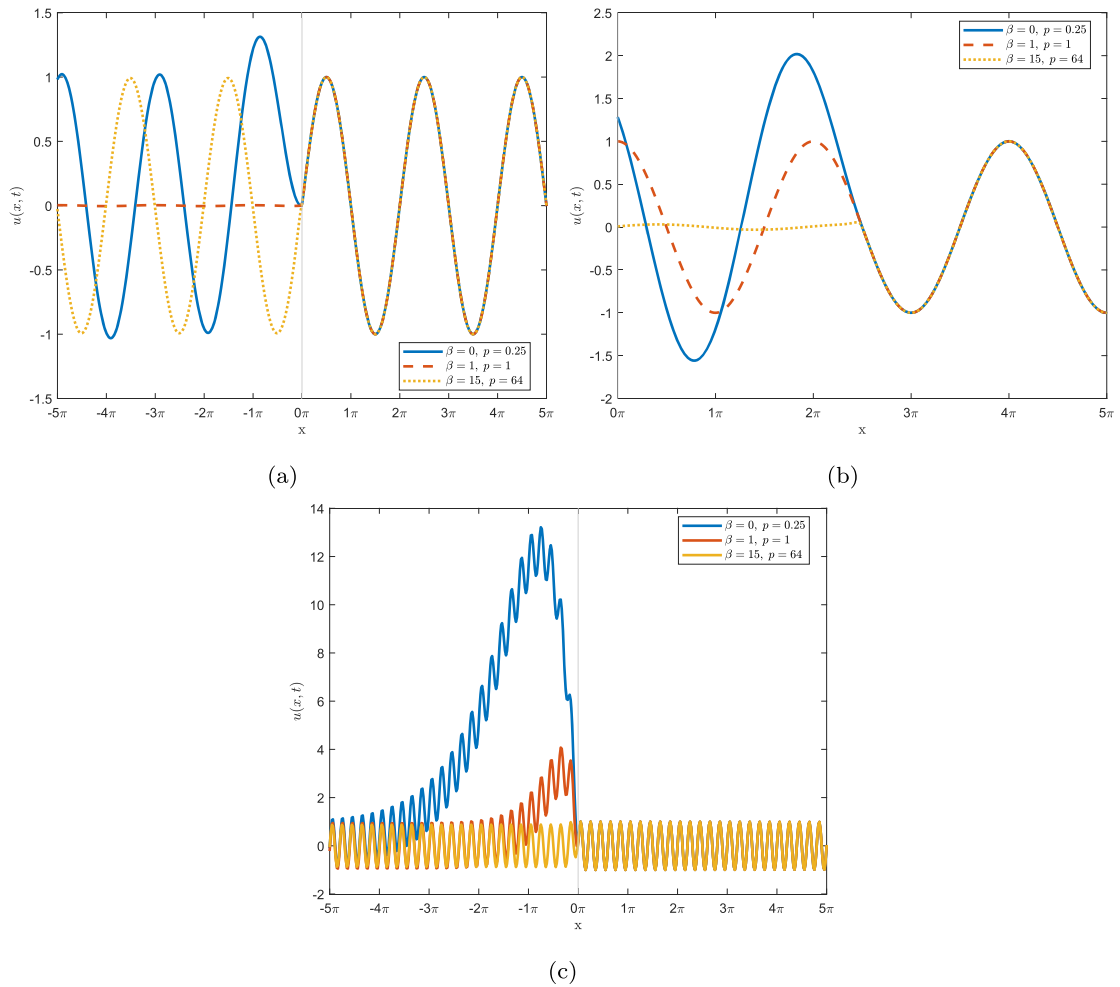 1.5
1
0.5
0
-0.5
-1
-1.5
u(x, t)
-5π -4π -3π -2π -1π 0π 1π 2π 3π 4π 5π
x
β = 0, p = 0.25
β = 1, p = 1
β = 15, p = 64
(a)
2.5
2
1.5
1
0.5
0
-0.5
-1
-1.5
-2
u(x, t)
0π 1π 2π 3π 4π 5π
x
β = 0, p = 0.25
β = 1, p = 1
β = 15, p = 64
(b)
14
12
10
8
6
4
2
0
-2
u(x, t)
-5π -4π -3π -2π -1π 0π 1π 2π 3π 4π 5π
x
β = 0, p = 0.25
β = 1, p = 1
β = 15, p = 64
(c)